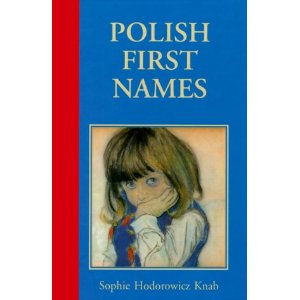 POLISH
FIRST
NAMES
Sophie Hodorowicz Knab